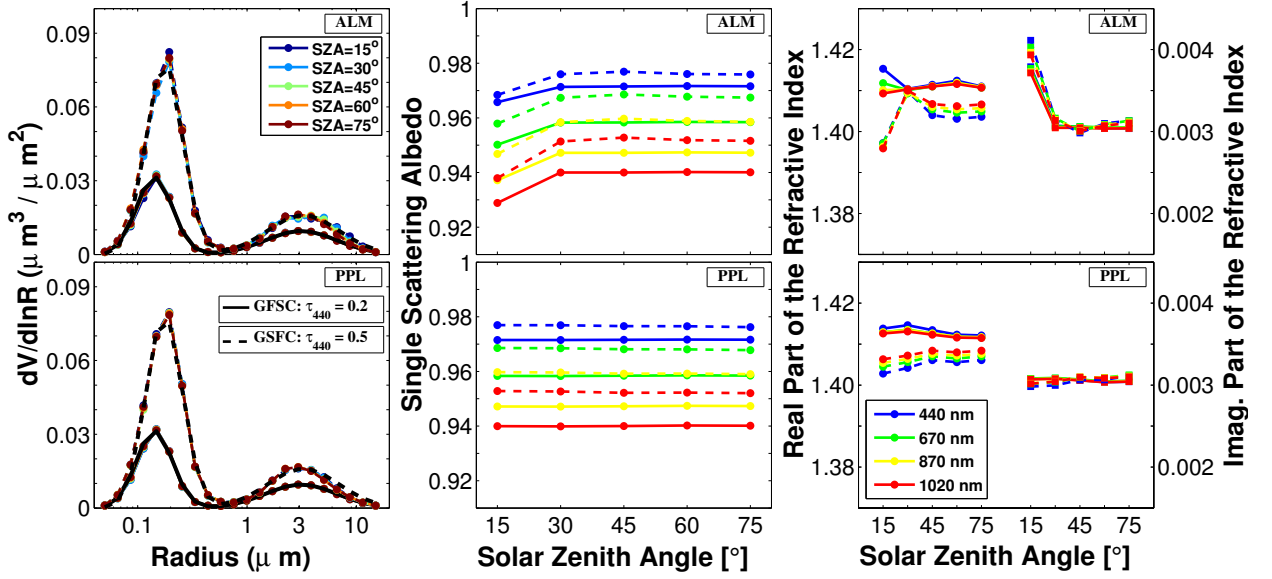 ALM
SZA=15°
SZA=30°
SZA=45°
SZA=60°
SZA=75°
0.09
0.06
0.03
0
dV/dlnR (μ m³ / μ m²)
PPL
GFSC: τ440 = 0.2
GSFC: τ440 = 0.5
0.09
0.06
0.03
0
0.1
1
3
10
Radius (μ m)
ALM
1
0.98
0.96
0.94
0.92
Single Scattering Albedo
PPL
1
0.98
0.96
0.94
0.92
15
30
45
60
75
Solar Zenith Angle [°]
ALM
1.42
1.40
1.38
0.004
0.003
0.002
Real Part of the Refractive Index
Imag. Part of the Refractive Index
PPL
1.42
1.40
1.38
0.004
0.003
0.002
440 nm
670 nm
870 nm
1020 nm
15
45
75
15
45
75
Solar Zenith Angle [°]